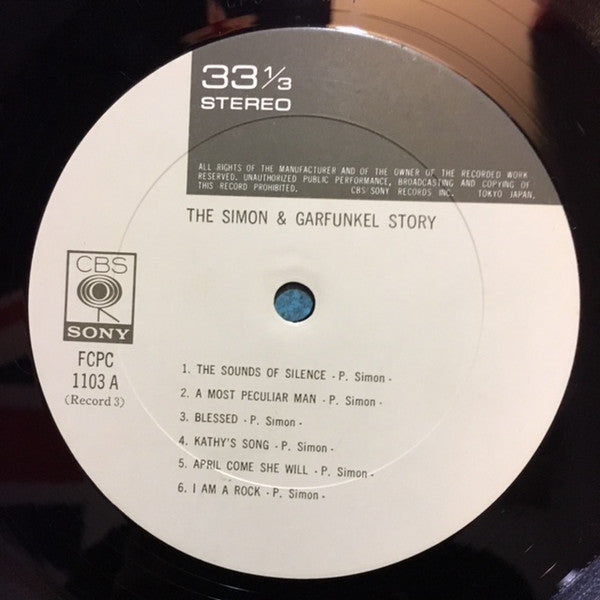 33 1/3
STEREO
ALL RIGHTS OF THE MANUFACTURER AND OF THE OWNER OF THE RECORDED WORK
RESERVED. UNAUTHORIZED PUBLIC PERFORMANCE, BROADCASTING AND COPYING OF
THIS RECORD PROHIBITED. CBS/SONY RECORDS INC. TOKYO JAPAN.
THE SIMON & GARFUNKEL STORY
CBS
SONY
FCPC
1103 A
(Record 3)
1. THE SOUNDS OF SILENCE - P. Simon -
2. A MOST PECULIAR MAN - P. Simon -
3. BLESSED - P. Simon -
4. KATHY'S SONG - P. Simon -
5. APRIL COME SHE WILL - P. Simon -
6. I AM A ROCK - P. Simon -